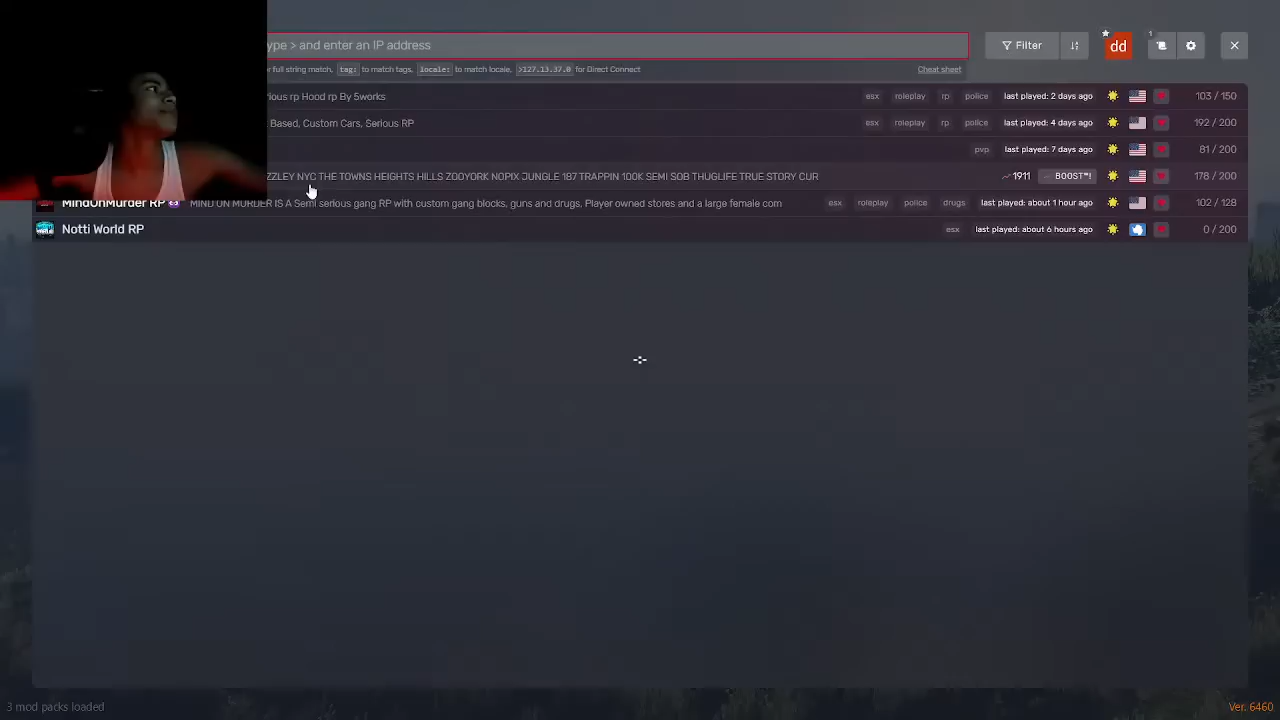 ype > and enter an IP address
Filter
dd
1
r full string match, tag: to match tags, locale: to match locale, >127.13.37.0 for Direct Connect
Cheat sheet
ious rp Hood rp By 5works esx roleplay rp police last played: 2 days ago 103 / 150
Based, Custom Cars, Serious RP esx roleplay rp police last played: 4 days ago 192 / 200
pvp last played: 7 days ago 81 / 200
ZZLEY NYC THE TOWNS HEIGHTS HILLS ZOOYORK NOPIX JUNGLE 187 TRAPPIN 100K SEMI SOB THUGLIFE TRUE STORY CUR 1911 BOOST™! 178 / 200
MindOnMurder RP MIND ON MURDER IS A Semi serious gang RP with custom gang blocks, guns and drugs, Player owned stores and a large female com esx roleplay police drugs last played: about 1 hour ago 102 / 128
Notti World RP esx last played: about 6 hours ago 0 / 200
3 mod packs loaded
Ver. 6460